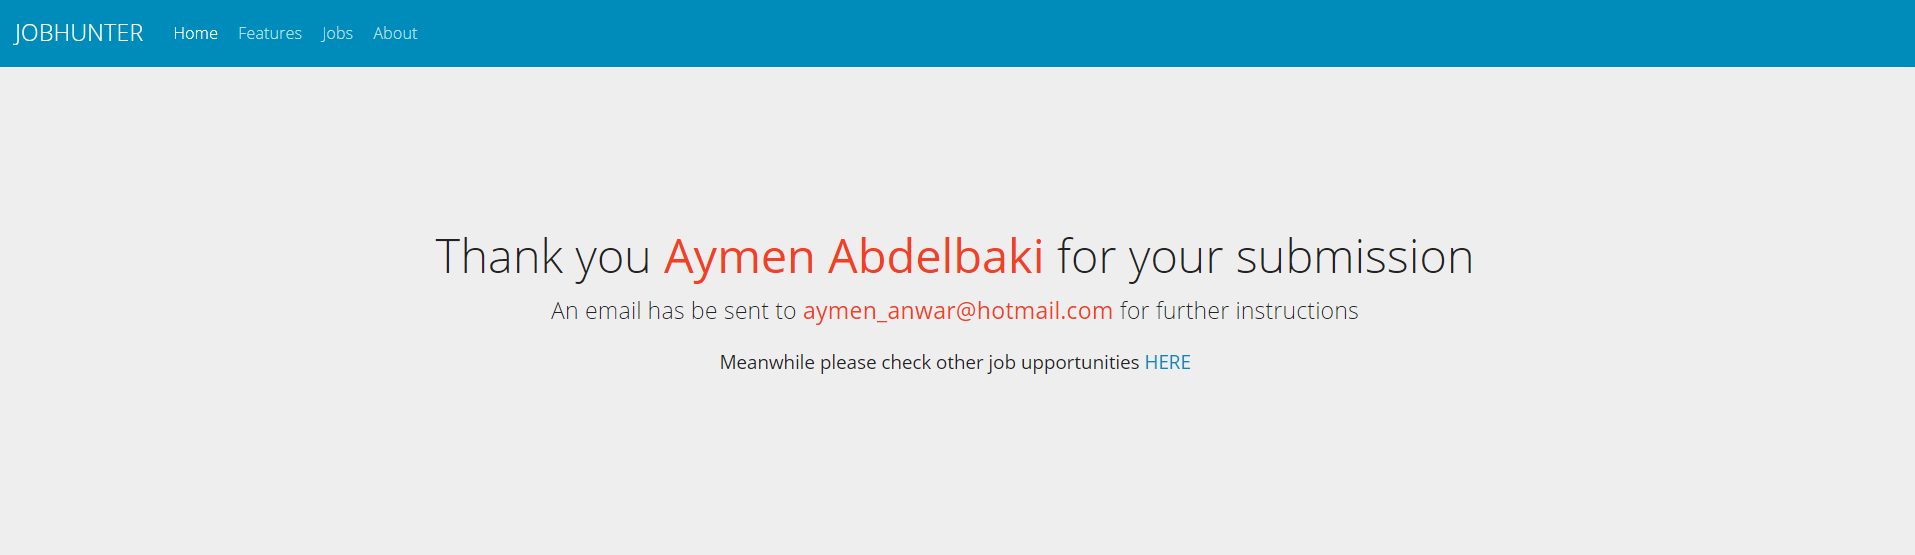 JOBHUNTER Home Features Jobs About
Thank you Aymen Abdelbaki for your submission
An email has be sent to aymen_anwar@hotmail.com for further instructions
Meanwhile please check other job upportunities HERE